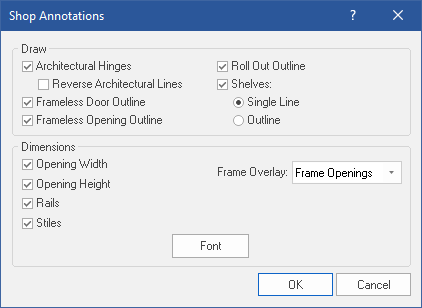 Shop Annotations
?
Draw
Architectural Hinges
Reverse Architectural Lines
Frameless Door Outline
Frameless Opening Outline
Roll Out Outline
Shelves:
Single Line
Outline
Dimensions
Opening Width
Opening Height
Rails
Stiles
Frame Overlay: Frame Openings
Font
OK Cancel